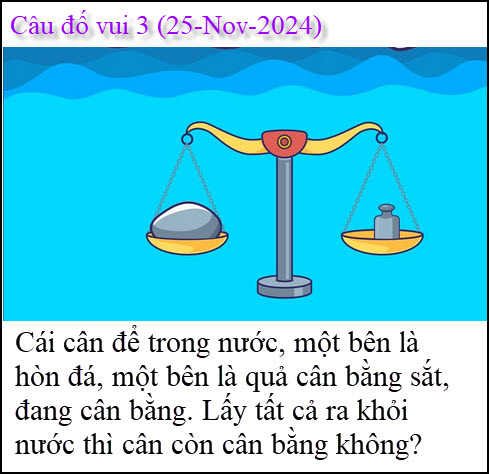 Câu đố vui 3 (25-Nov-2024)
Cái cân để trong nước, một bên là
hòn đá, một bên là quả cân bằng sắt,
đang cân bằng. Lấy tất cả ra khỏi
nước thì cân còn cân bằng không?